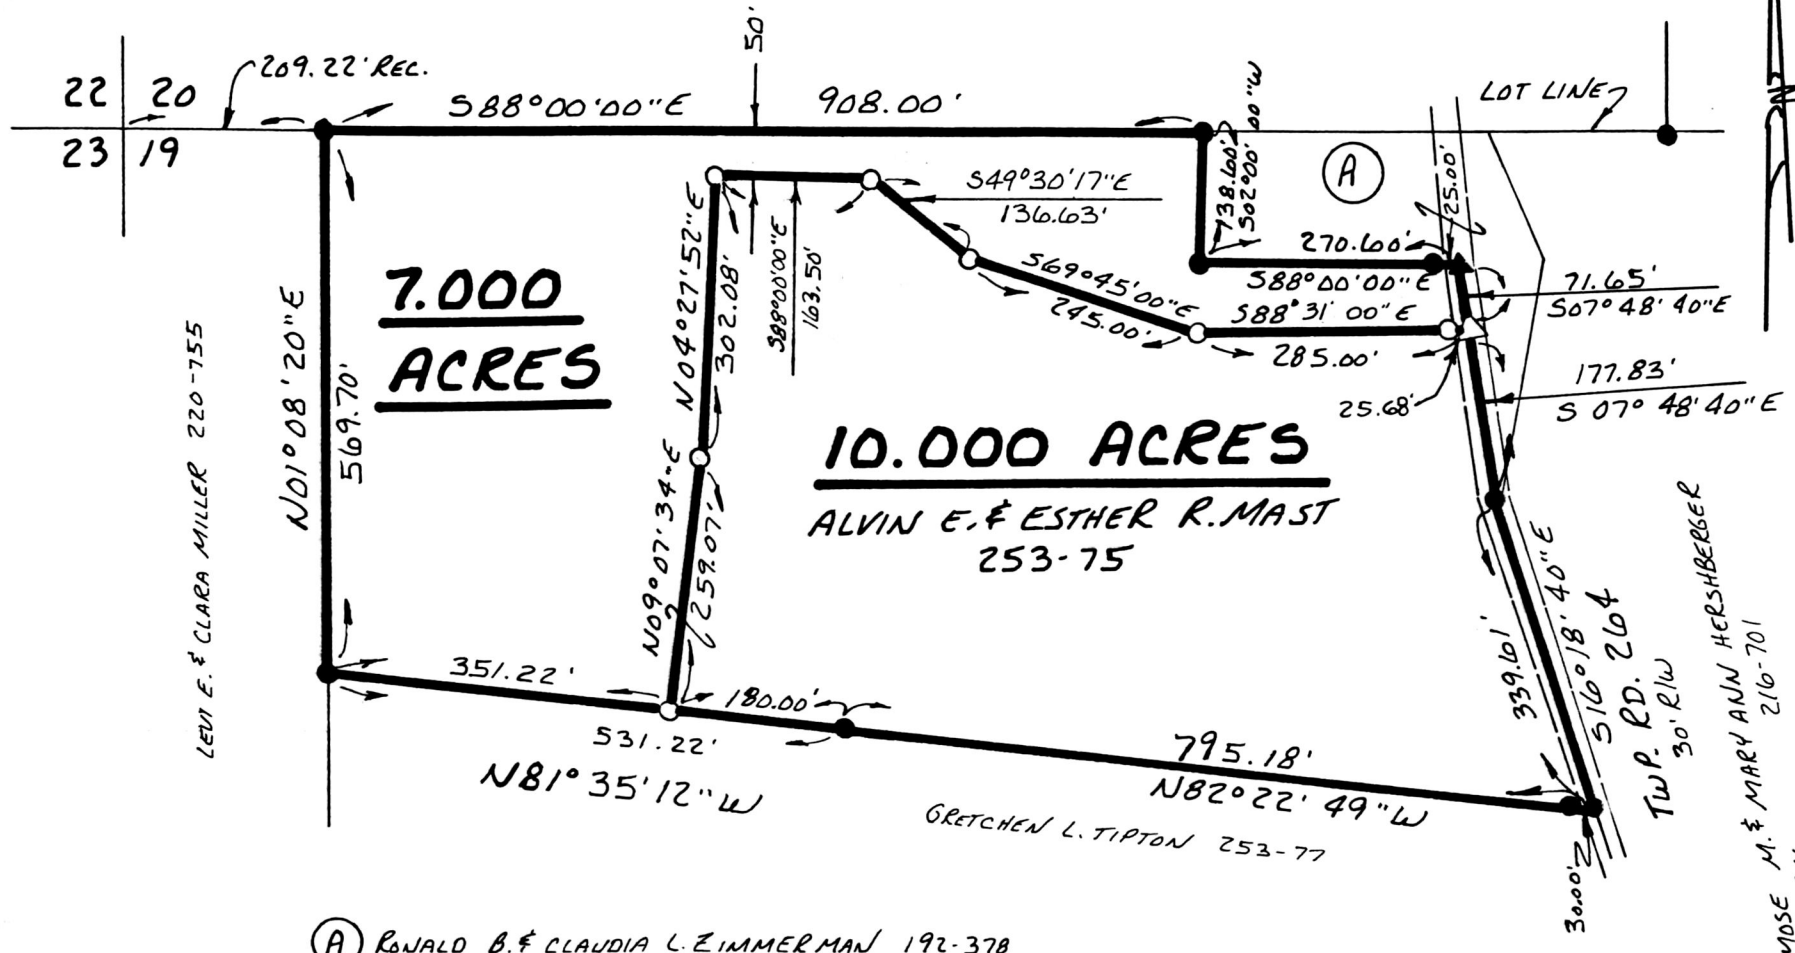 50'
22 20
23 19
209.22' REC.
S88°00'00"E 908.00'
LOT LINE
138.60'
S02°00'00"W
A
25.00'
S49°30'17"E
136.63'
270.60'
S88°00'00"E
71.65'
S07°48'40"E
S69°45'00"E
245.00'
S88°31'00"E
285.00'
25.68'
177.83'
S 07° 48' 40"E
N04°27'52"E
302.08'
S88°00'00"E
163.50'
7.000
ACRES
N01°08'20"E
569.70'
LEVI E. & CLARA MILLER 220-755
10.000 ACRES
ALVIN E. & ESTHER R. MAST
253-75
N09°07'34"E
259.07'
339.61'
S16°18'40"E
TWP. RD. 264
30' R/W
MOSE M. & MARY ANN HERSHBERGER
216-701
351.22'
180.00'
531.22'
N81°35'12"W
795.18'
N82°22'49"W
GRETCHEN L. TIPTON 253-77
30.00'
A RONALD B. & CLAUDIA L. ZIMMERMAN 192-378
N